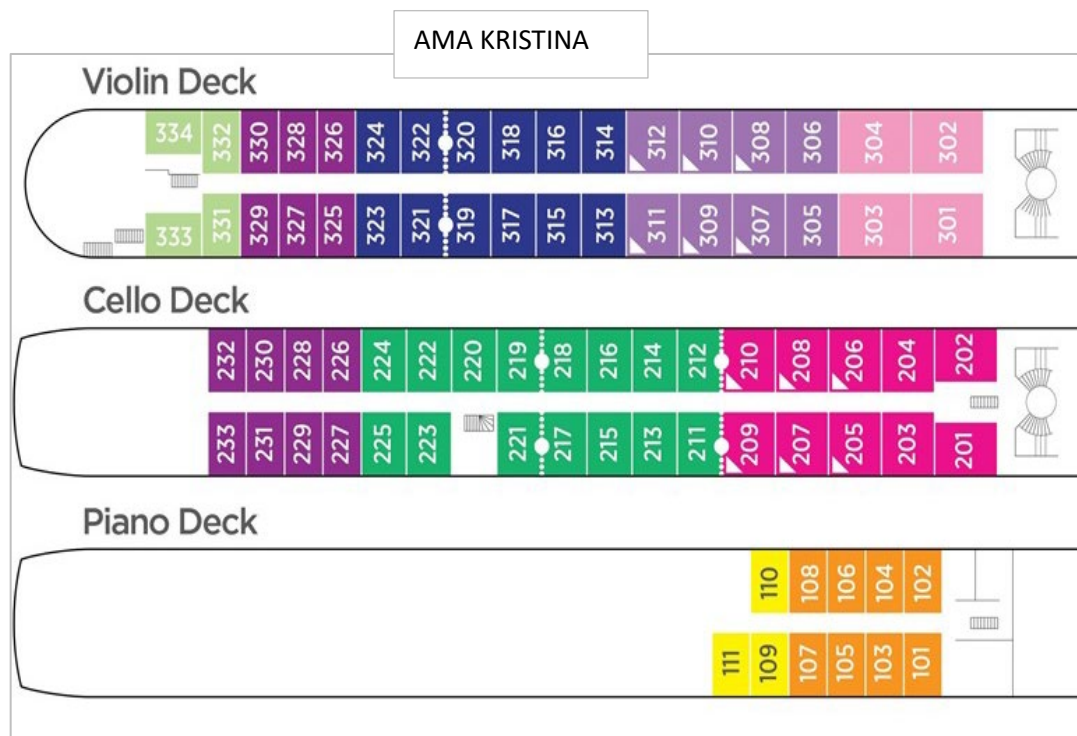 AMA KRISTINA
Violin Deck
334 332 330 328 326 324 322 320 318 316 314 312 310 308 306 304 302
333 331 329 327 325 323 321 319 317 315 313 311 309 307 305 303 301
Cello Deck
232 230 228 226 224 222 220 219 218 216 214 212 210 208 206 204 202
233 231 229 227 225 223 221 217 215 213 211 209 207 205 203 201
Piano Deck
110 108 106 104 102
111 109 107 105 103 101